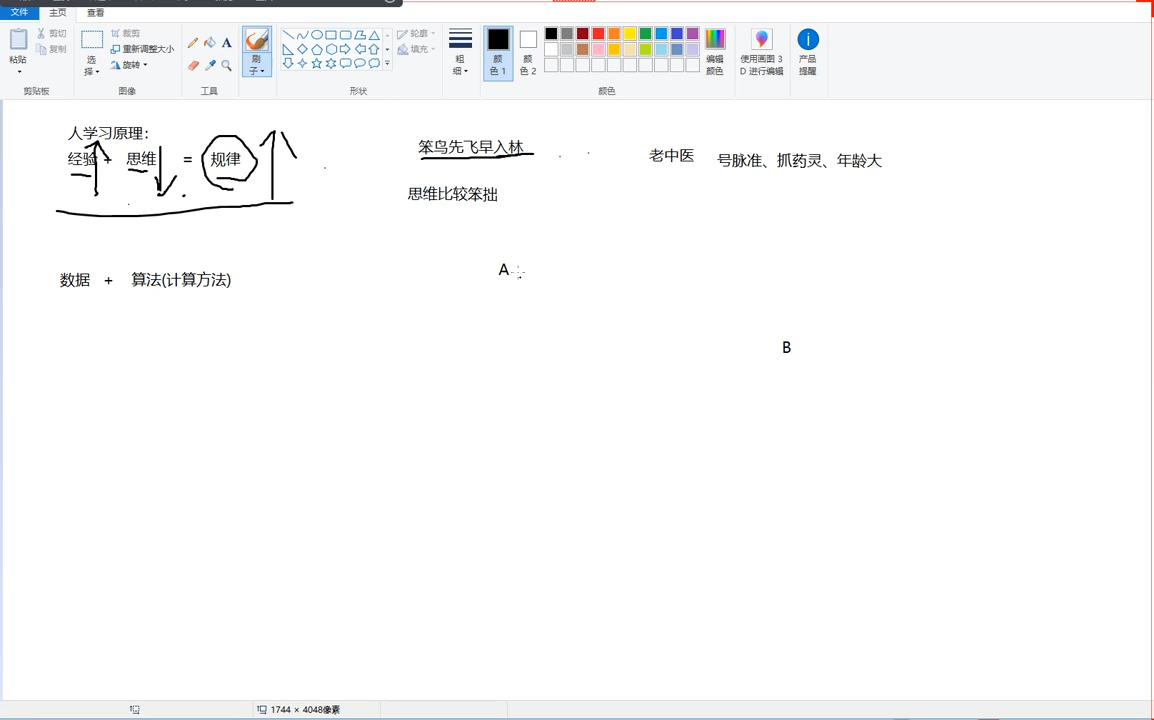 文件 主页 查看
粘贴 剪切 复制 剪贴板
选择 裁剪 重新调整大小 旋转 图像
A 工具
刷子
轮廓 填充 形状
粗细
颜色 1 颜色 2 颜色
编辑颜色
使用画图 3D 进行编辑
产品提醒
人学习原理：
经验 + 思维 = 规律
笨鸟先飞早入林
老中医 号脉准、抓药灵、年龄大
思维比较笨拙
数据 + 算法(计算方法)
A
B
1744 × 4048像素